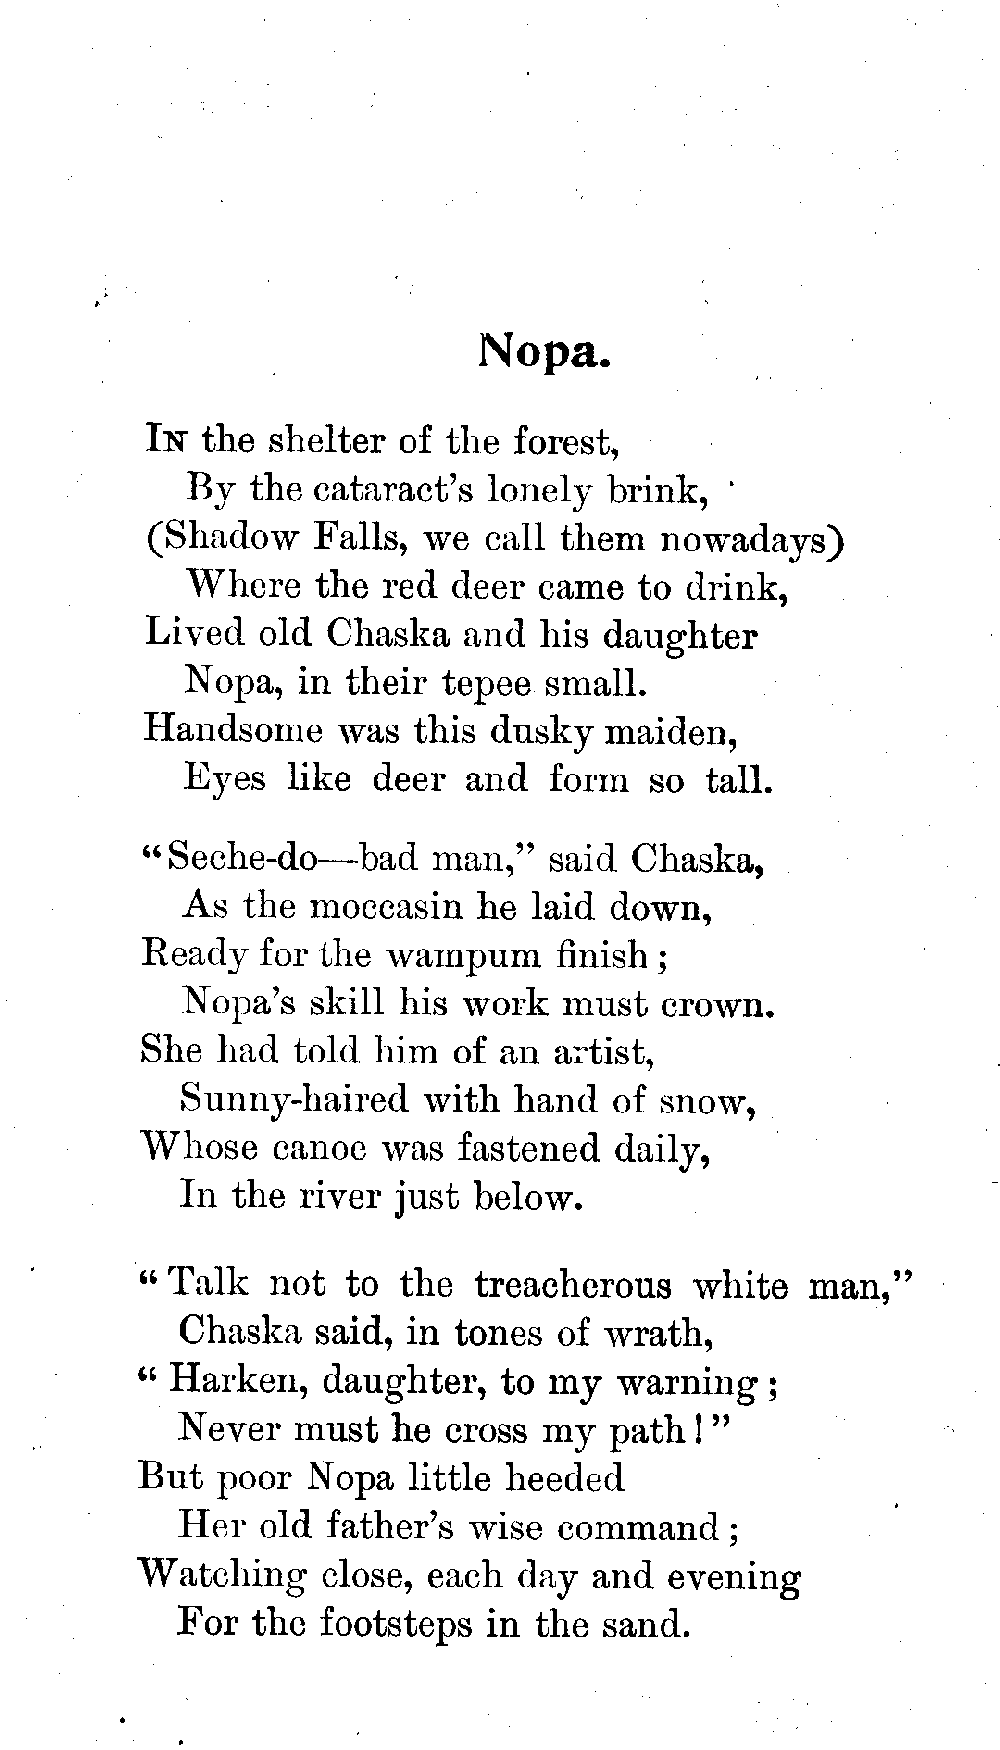 Nopa.
In the shelter of the forest,
By the cataract's lonely brink,
(Shadow Falls, we call them nowadays)
Where the red deer came to drink,
Lived old Chaska and his daughter
Nopa, in their tepee small.
Handsome was this dusky maiden,
Eyes like deer and form so tall.
“Seche-do—bad man,” said Chaska,
As the moccasin he laid down,
Ready for the wampum finish;
Nopa's skill his work must crown.
She had told him of an artist,
Sunny-haired with hand of snow,
Whose canoe was fastened daily,
In the river just below.
“Talk not to the treacherous white man,”
Chaska said, in tones of wrath,
“Harken, daughter, to my warning;
Never must he cross my path!”
But poor Nopa little heeded
Her old father's wise command;
Watching close, each day and evening
For the footsteps in the sand.